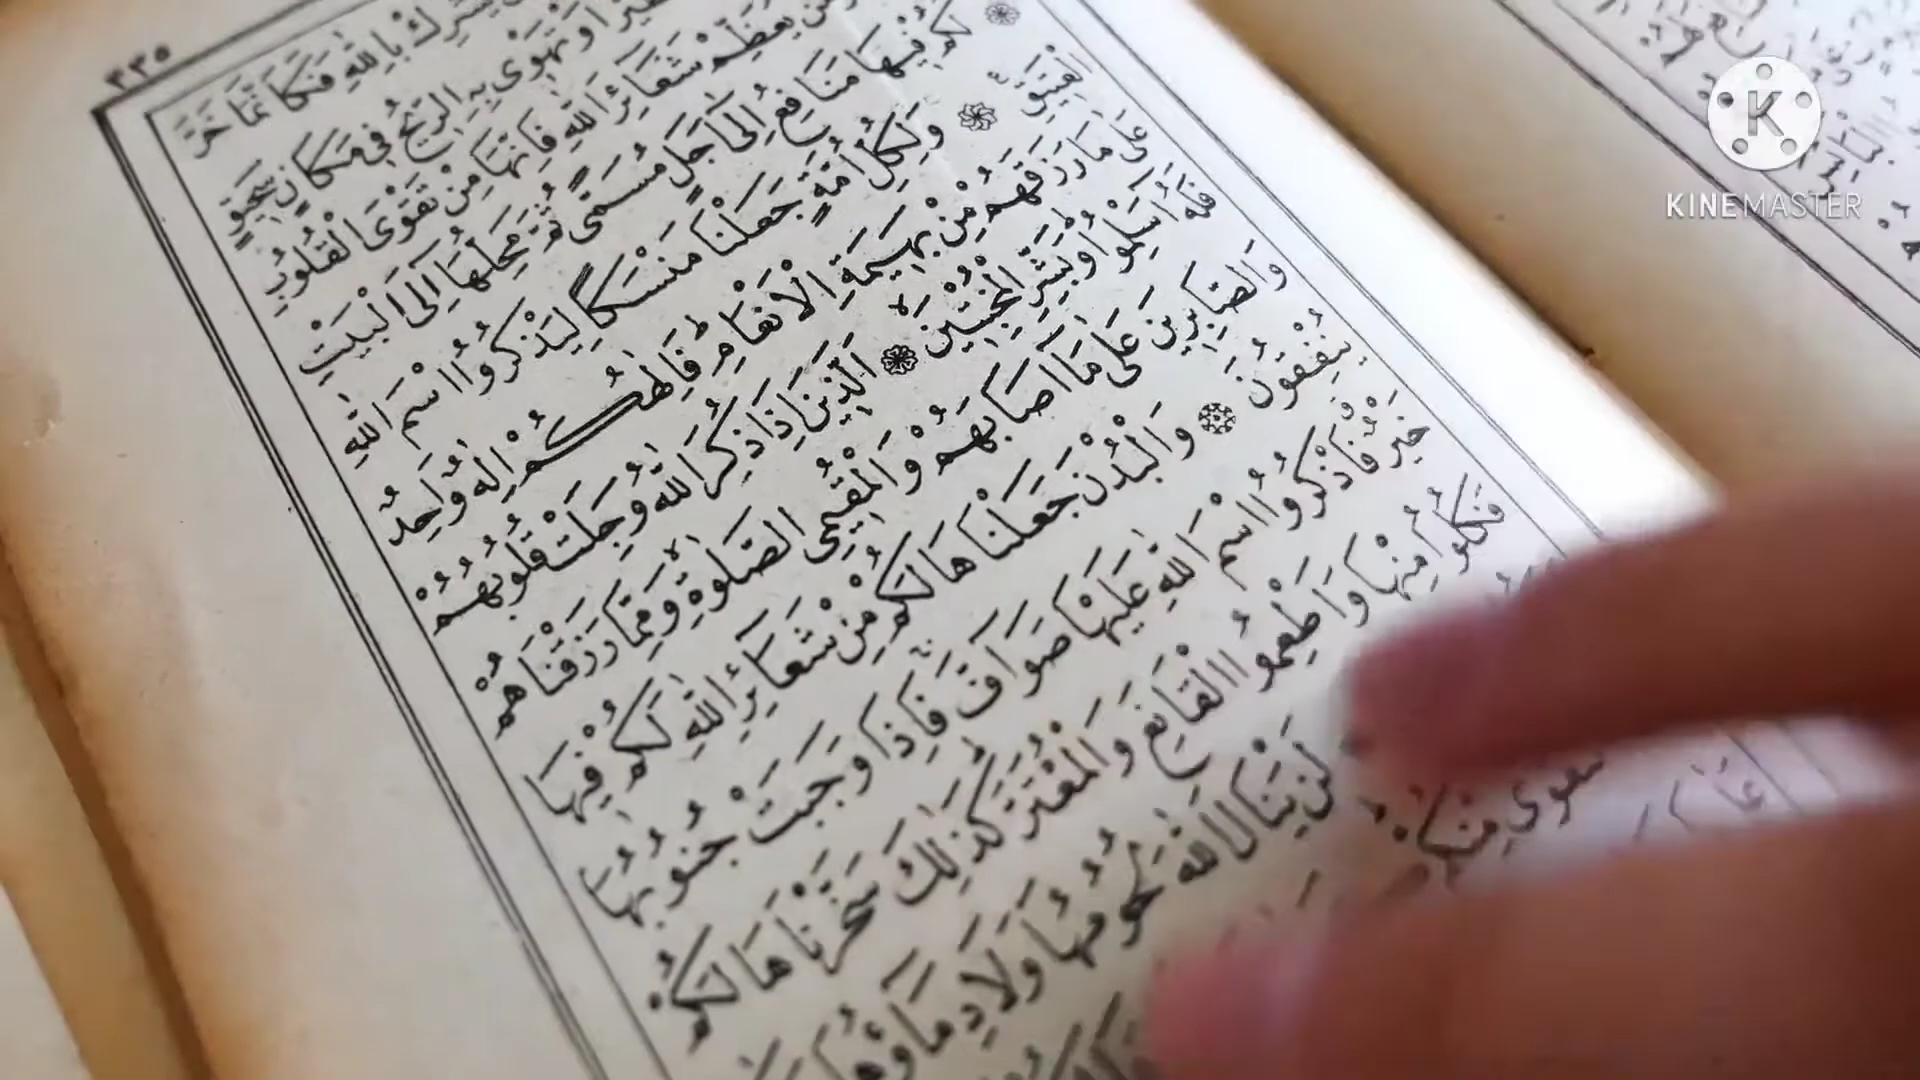 ٣٣٥
يُشْرِكْ بِاللّٰهِ فَكَاَنَّمَا خَرَّ
اَوْ تَهْوٖى بِهِ الرّٖيحُ فٖى مَكَانٍ سَحٖيقٍ
يُعَظِّمْ شَعَٓائِرَ اللّٰهِ فَاِنَّهَا مِنْ تَقْوَى الْقُلُوبِ
لَكُمْ فٖيهَا مَنَافِعُ اِلٰٓى اَجَلٍ مُسَمًّى ثُمَّ مَحِلُّهَٓا اِلَى الْبَيْتِ
الْعَتٖيقِ وَلِكُلِّ اُمَّةٍ جَعَلْنَا مَنْسَكًا لِيَذْكُرُوا اسْمَ اللّٰهِ
عَلٰى مَا رَزَقَهُمْ مِنْ بَهٖيمَةِ الْاَنْعَامِ فَاِلٰهُكُمْ اِلٰهٌ وَاحِدٌ
فَلَهُٓ اَسْلِمُوا وَبَشِّرِ الْمُخْبِتٖينَ اَلَّذٖينَ اِذَا ذُكِرَ اللّٰهُ وَجِلَتْ قُلُوبُهُمْ
وَالصَّابِرٖينَ عَلٰى مَٓا اَصَابَهُمْ وَالْمُقٖيمِى الصَّلٰوةِ وَمِمَّا رَزَقْنَاهُمْ
يُنْفِقُونَ وَالْبُدْنَ جَعَلْنَاهَا لَكُمْ مِنْ شَعَٓائِرِ اللّٰهِ لَكُمْ فٖيهَا
خَيْرٌ فَاذْكُرُوا اسْمَ اللّٰهِ عَلَيْهَا صَوَٓافَّ فَاِذَا وَجَبَتْ جُنُوبُهَا
فَكُلُوا مِنْهَا وَاَطْعِمُوا الْقَانِعَ وَالْمُعْتَرَّ كَذٰلِكَ سَخَّرْنَاهَا لَكُمْ
لَنْ يَنَالَ اللّٰهَ لُحُومُهَا وَلَا دِمَٓاؤُهَا
مِنْكُمْ
K
KINEMASTER